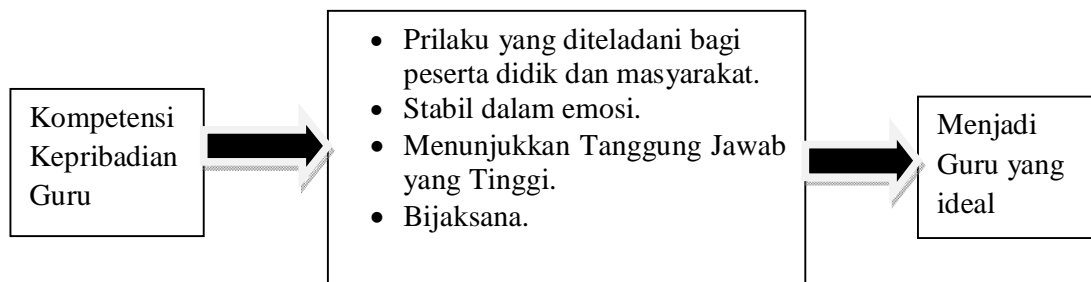 Kompetensi
Kepribadian
Guru
• Prilaku yang diteladani bagi
peserta didik dan masyarakat.
• Stabil dalam emosi.
• Menunjukkan Tanggung Jawab
yang Tinggi.
• Bijaksana.
Menjadi
Guru yang
ideal